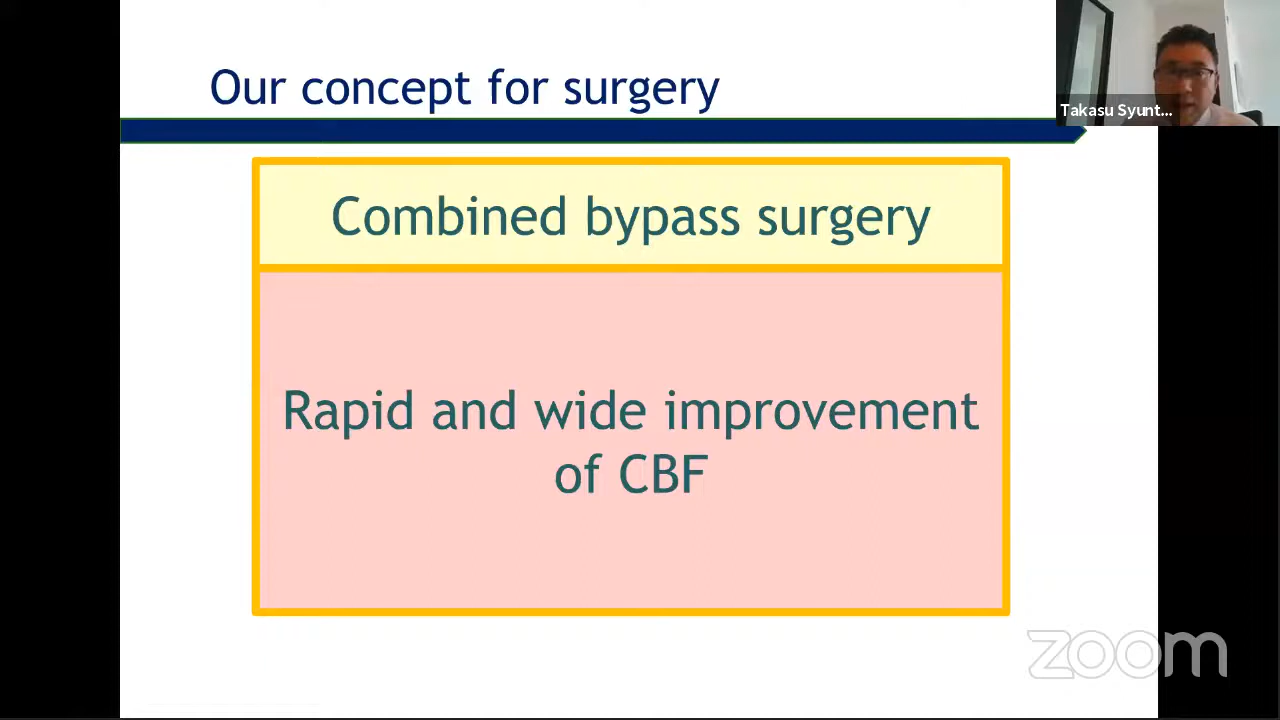 Our concept for surgery
Takasu Syunt...
Combined bypass surgery
Rapid and wide improvement
of CBF
zoom